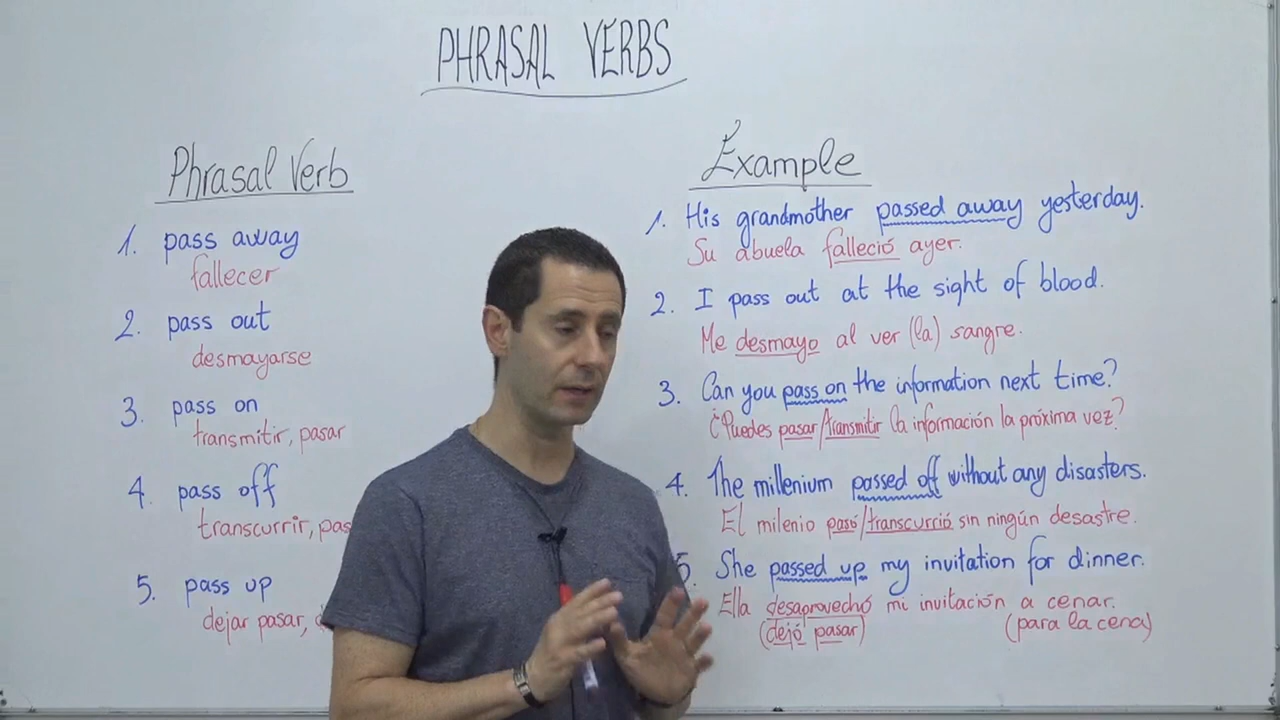 PHRASAL VERBS
Phrasal Verb
1. pass away
fallecer
2. pass out
desmayarse
3. pass on
transmitir, pasar
4. pass off
transcurrir, pas
5. pass up
dejar pasar,
Example
1. His grandmother passed away yesterday.
Su abuela falleció ayer.
2. I pass out at the sight of blood.
Me desmayo al ver (la) sangre.
3. Can you pass on the information next time?
¿Puedes pasar/transmitir la información la próxima vez?
4. The millenium passed off without any disasters.
El milenio pasó/transcurrió sin ningún desastre.
5. She passed up my invitation for dinner.
Ella desaprovechó mi invitación a cenar.
(dejó pasar) (para la cena)